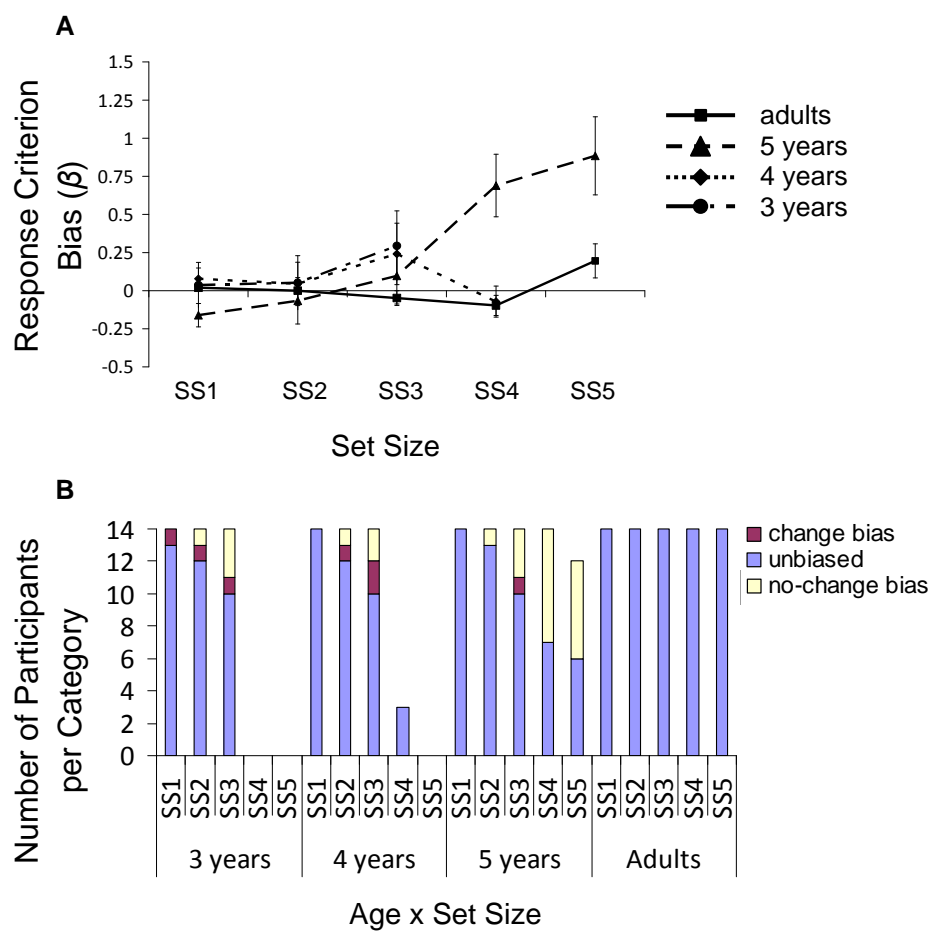 A
Response Criterion
Bias (β)
1.5
1.25
1
0.75
0.5
0.25
0
-0.25
-0.5
SS1 SS2 SS3 SS4 SS5
Set Size
adults
5 years
4 years
3 years
B
Number of Participants
per Category
14
12
10
8
6
4
2
0
SS1 SS2 SS3 SS4 SS5 SS1 SS2 SS3 SS4 SS5 SS1 SS2 SS3 SS4 SS5 SS1 SS2 SS3 SS4 SS5
3 years 4 years 5 years Adults
Age x Set Size
change bias
unbiased
no-change bias